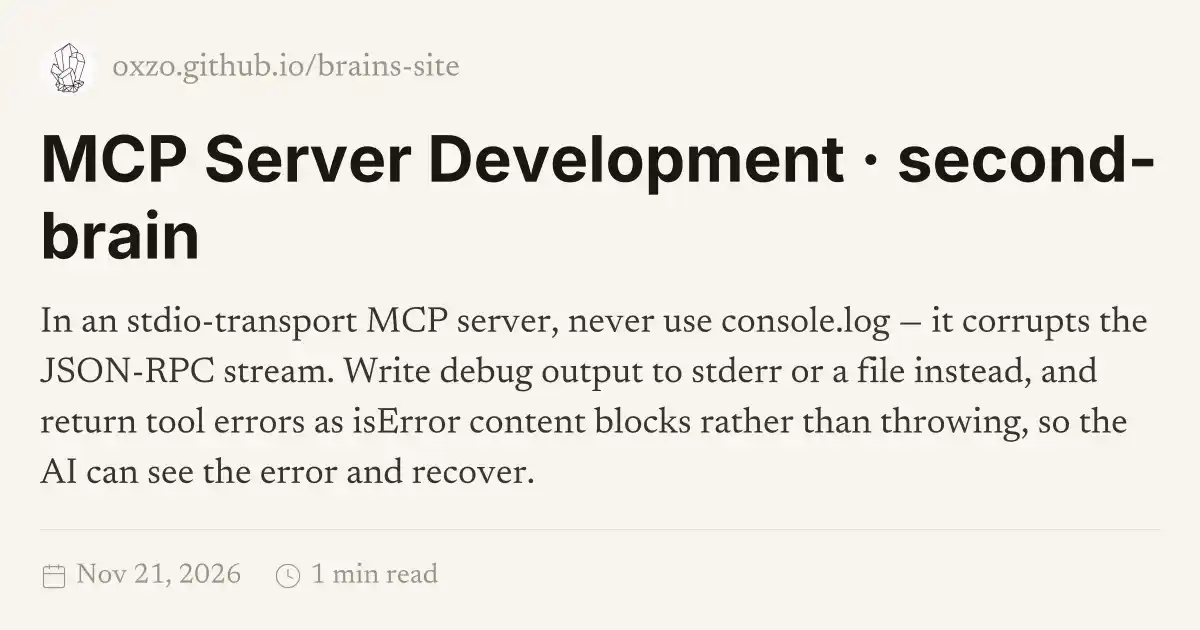 oxzo.github.io/brains-site
MCP Server Development · second-
brain
In an stdio-transport MCP server, never use console.log — it corrupts the
JSON-RPC stream. Write debug output to stderr or a file instead, and
return tool errors as isError content blocks rather than throwing, so the
AI can see the error and recover.
Nov 21, 2026 1 min read